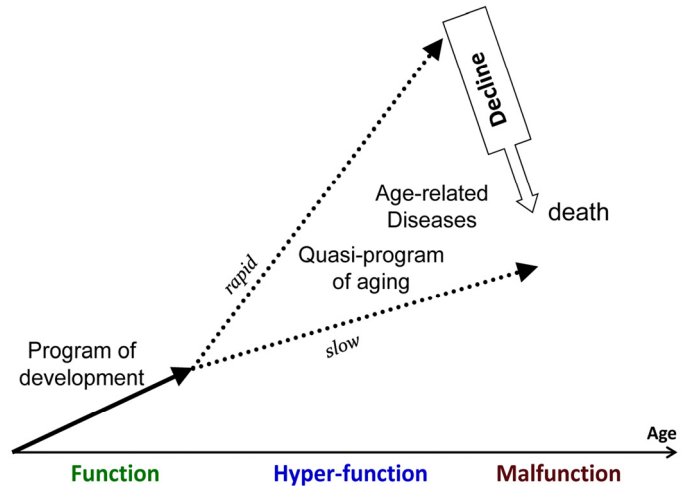 Decline
Age-related
Diseases
death
rapid
Quasi-program
of aging
slow
Program of
development
Age
Function
Hyper-function
Malfunction